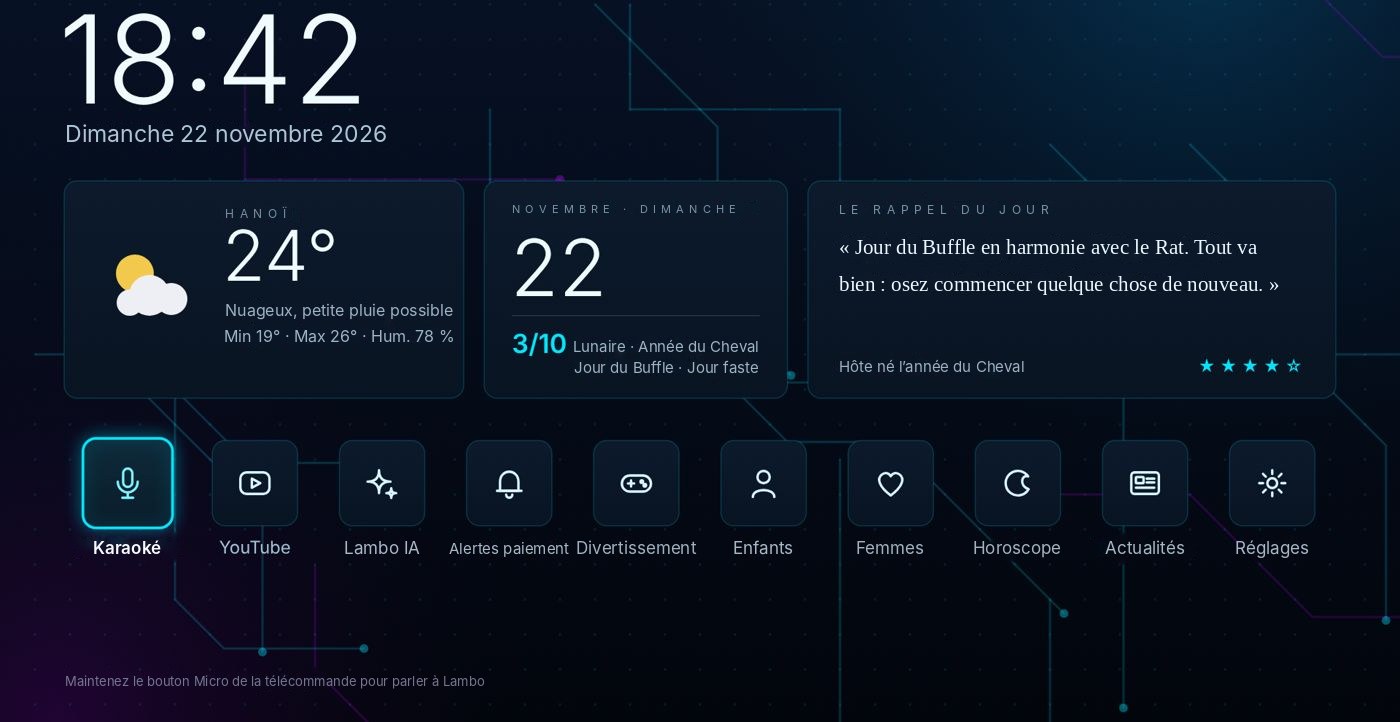 18:42
Dimanche 22 novembre 2026
HANOÏ
24°
Nuageux, petite pluie possible
Min 19° · Max 26° · Hum. 78 %
NOVEMBRE · DIMANCHE
22
3/10 Lunaire · Année du Cheval
Jour du Buffle · Jour faste
LE RAPPEL DU JOUR
« Jour du Buffle en harmonie avec le Rat. Tout va
bien : osez commencer quelque chose de nouveau. »
Hôte né l’année du Cheval ★ ★ ★ ★ ☆
Karaoké YouTube Lambo IA Alertes paiement Divertissement Enfants Femmes Horoscope Actualités Réglages
Maintenez le bouton Micro de la télécommande pour parler à Lambo